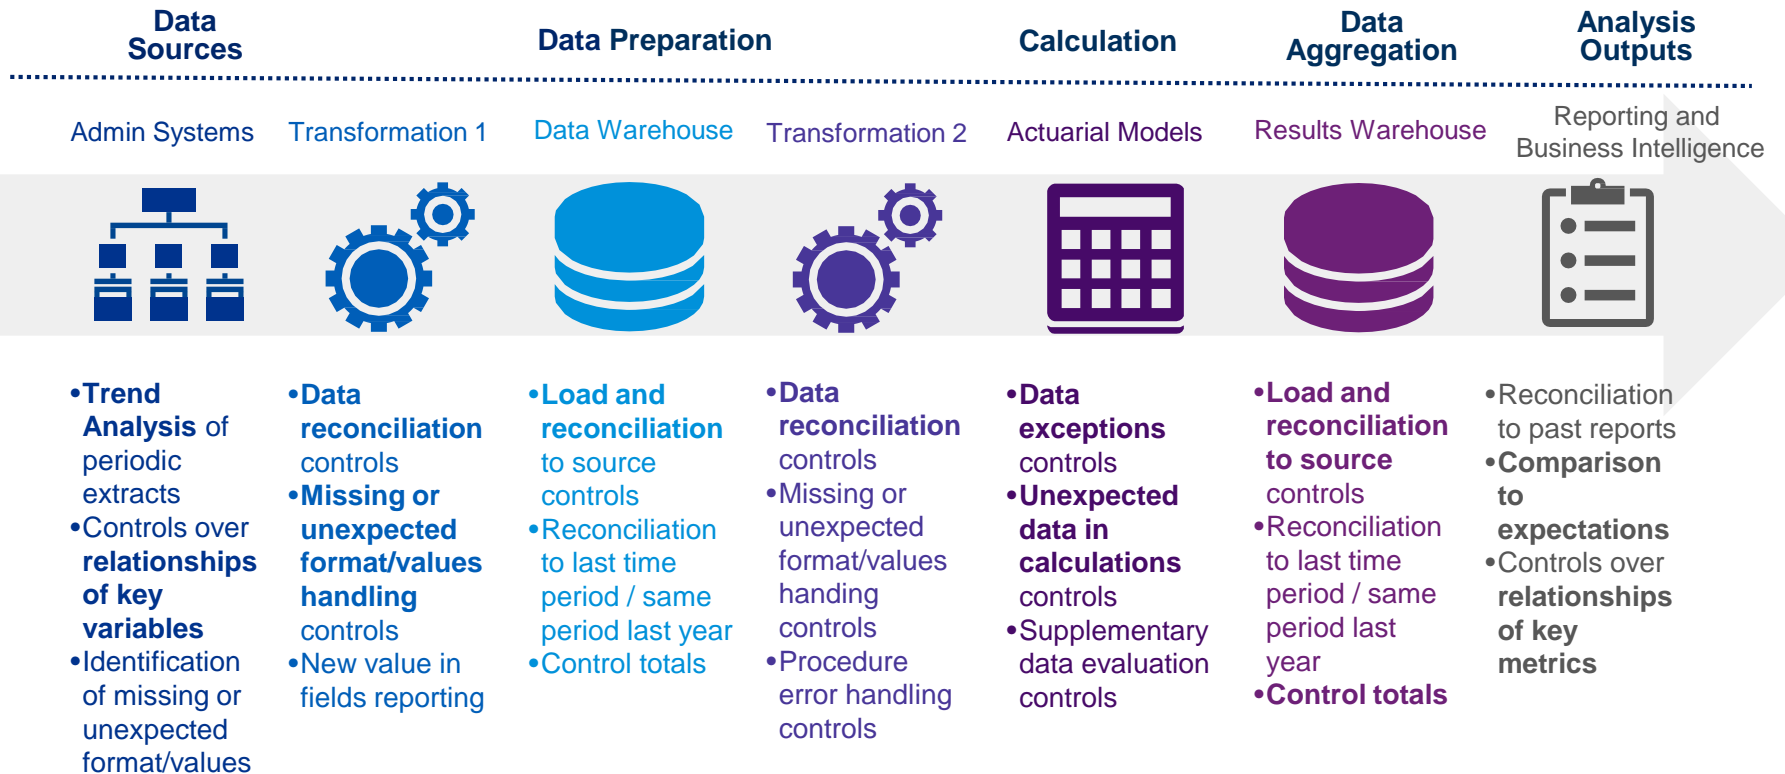 Data
Sources
Data Preparation
Calculation
Data
Aggregation
Analysis
Outputs
Admin Systems
Transformation 1
Data Warehouse
Transformation 2
Actuarial Models
Results Warehouse
Reporting and
Business Intelligence
•Trend
Analysis of
periodic
extracts
•Controls over
relationships
of key
variables
•Identification
of missing or
unexpected
format/values
•Data
reconciliation
controls
•Missing or
unexpected
format/values
handling
controls
•New value in
fields reporting
•Load and
reconciliation
to source
controls
•Reconciliation
to last time
period / same
period last year
•Control totals
•Data
reconciliation
controls
•Missing or
unexpected
format/values
handing
controls
•Procedure
error handling
controls
•Data
exceptions
controls
•Unexpected
data in
calculations
controls
•Supplementary
data evaluation
controls
•Load and
reconciliation
to source
controls
•Reconciliation
to last time
period / same
period last
year
•Control totals
•Reconciliation
to past reports
•Comparison
to
expectations
•Controls over
relationships
of key
metrics